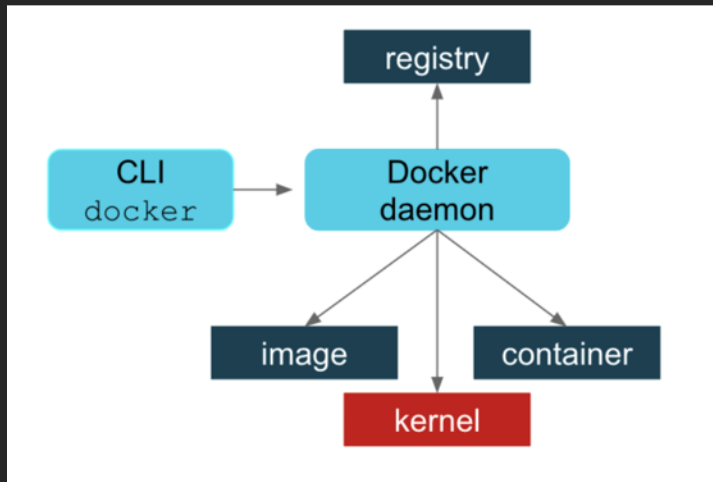 registry
CLI
docker
Docker
daemon
image
container
kernel